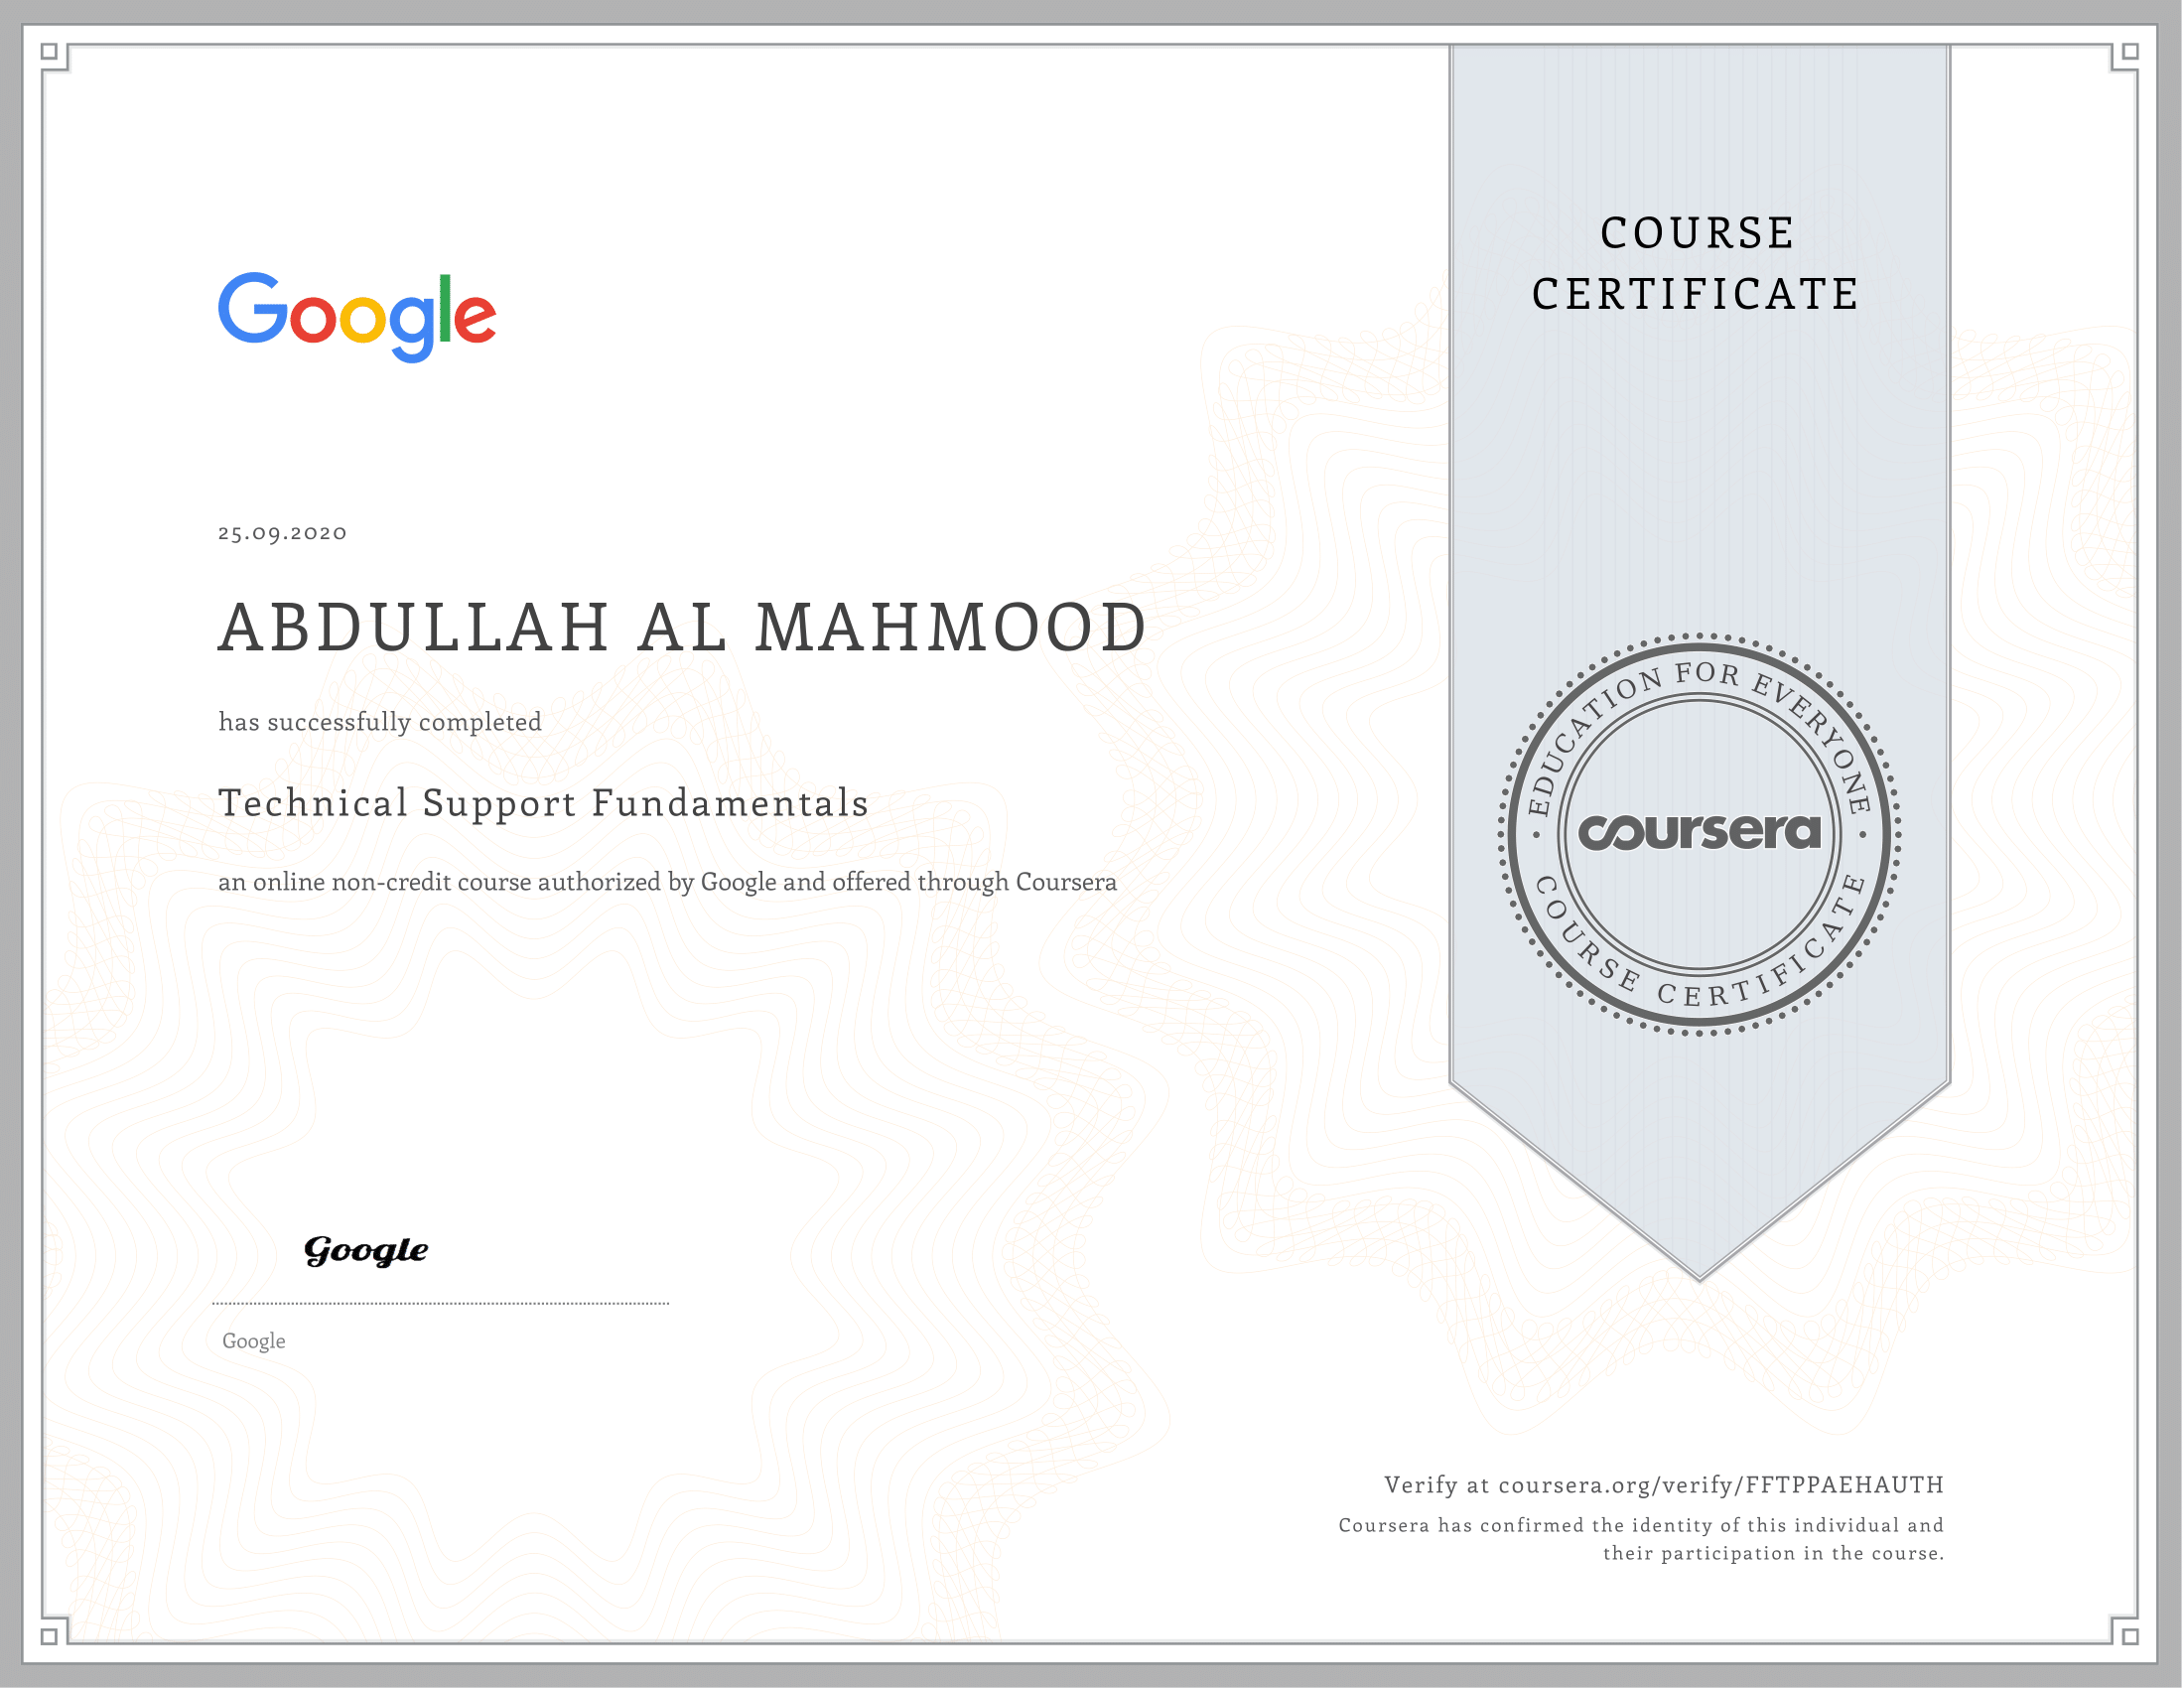 Google
COURSE
CERTIFICATE
25.09.2020
ABDULLAH AL MAHMOOD
has successfully completed
Technical Support Fundamentals
an online non-credit course authorized by Google and offered through Coursera
EDUCATION FOR EVERYONE
coursera
COURSE CERTIFICATE
Google
Google
Verify at coursera.org/verify/FFTPPAEHAUTH
Coursera has confirmed the identity of this individual and
their participation in the course.